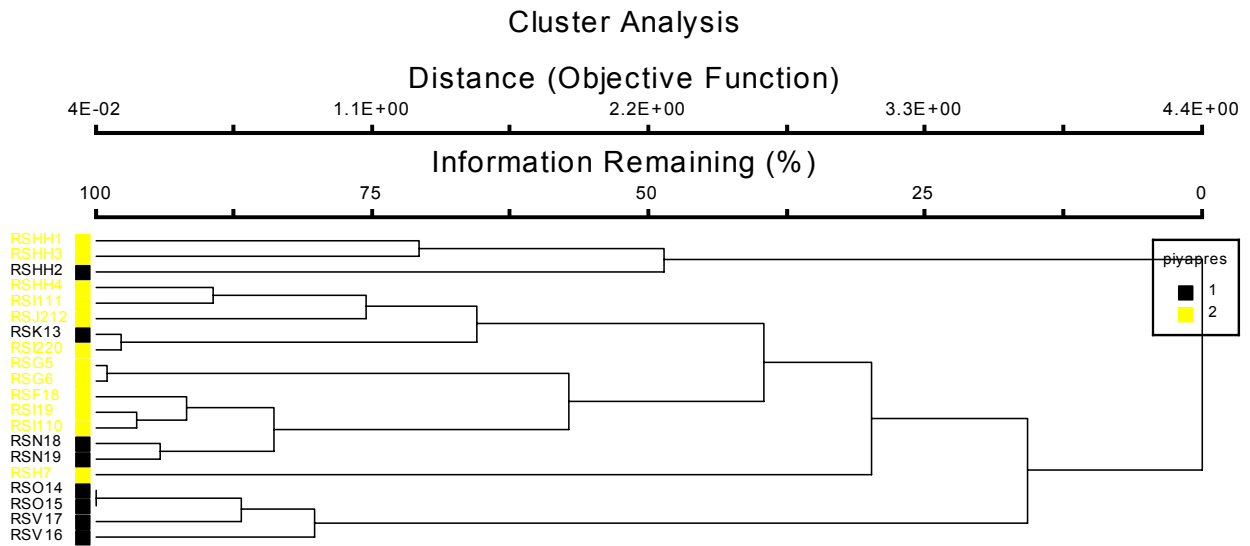 Cluster Analysis
Distance (Objective Function)
4E-02 1.1E+00 2.2E+00 3.3E+00 4.4E+00
Information Remaining (%)
100 75 50 25 0
RSHH1
RSHH3
RSHH2
RSHH4
RSI111
RSJ212
RSK13
RSI220
RSG5
RSG6
RSF18
RSI19
RSI110
RSN18
RSN19
RSH7
RSO14
RSO15
RSV17
RSV16
piyapres
1
2